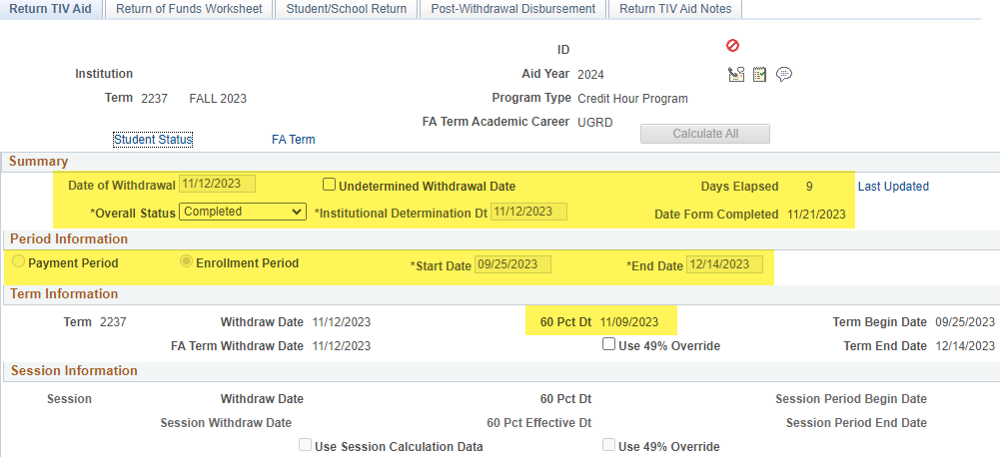 Return TIV Aid Return of Funds Worksheet Student/School Return Post-Withdrawal Disbursement Return TIV Aid Notes
ID
Institution Aid Year 2024
Term 2237 FALL 2023 Program Type Credit Hour Program
FA Term Academic Career UGRD
Student Status FA Term Calculate All
Summary
Date of Withdrawal 11/12/2023 Undetermined Withdrawal Date Days Elapsed 9 Last Updated
*Overall Status Completed *Institutional Determination Dt 11/12/2023 Date Form Completed 11/21/2023
Period Information
Payment Period Enrollment Period *Start Date 09/25/2023 *End Date 12/14/2023
Term Information
Term 2237 Withdraw Date 11/12/2023 60 Pct Dt 11/09/2023 Term Begin Date 09/25/2023
FA Term Withdraw Date 11/12/2023 Use 49% Override Term End Date 12/14/2023
Session Information
Session Withdraw Date 60 Pct Dt Session Period Begin Date
Session Withdraw Date 60 Pct Effective Dt Session Period End Date
Use Session Calculation Data Use 49% Override